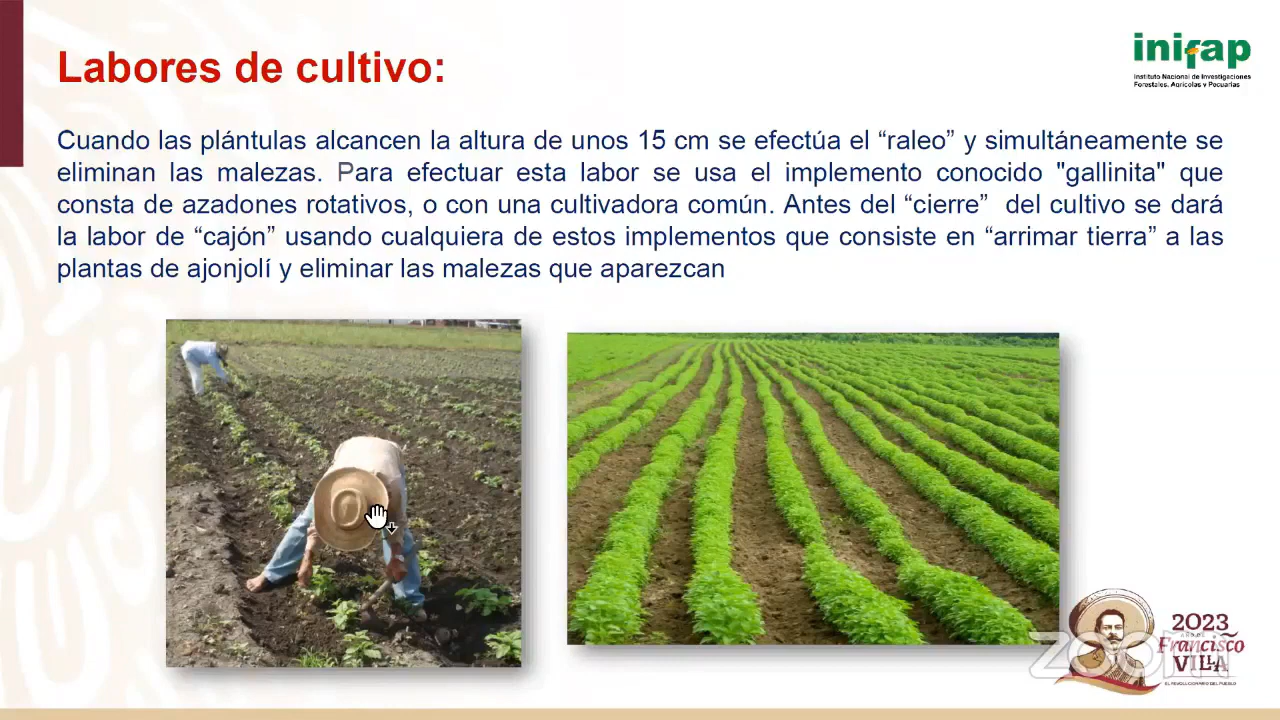 Labores de cultivo:
inifap
Instituto Nacional de Investigaciones
Forestales, Agrícolas y Pecuarias
Cuando las plántulas alcancen la altura de unos 15 cm se efectúa el “raleo” y simultáneamente se
eliminan las malezas. Para efectuar esta labor se usa el implemento conocido "gallinita" que
consta de azadones rotativos, o con una cultivadora común. Antes del “cierre”  del cultivo se dará
la labor de “cajón” usando cualquiera de estos implementos que consiste en “arrimar tierra” a las
plantas de ajonjolí y eliminar las malezas que aparezcan
2023
Francisco
VILLA
EL REVOLUCIONARIO DEL PUEBLO
zoom